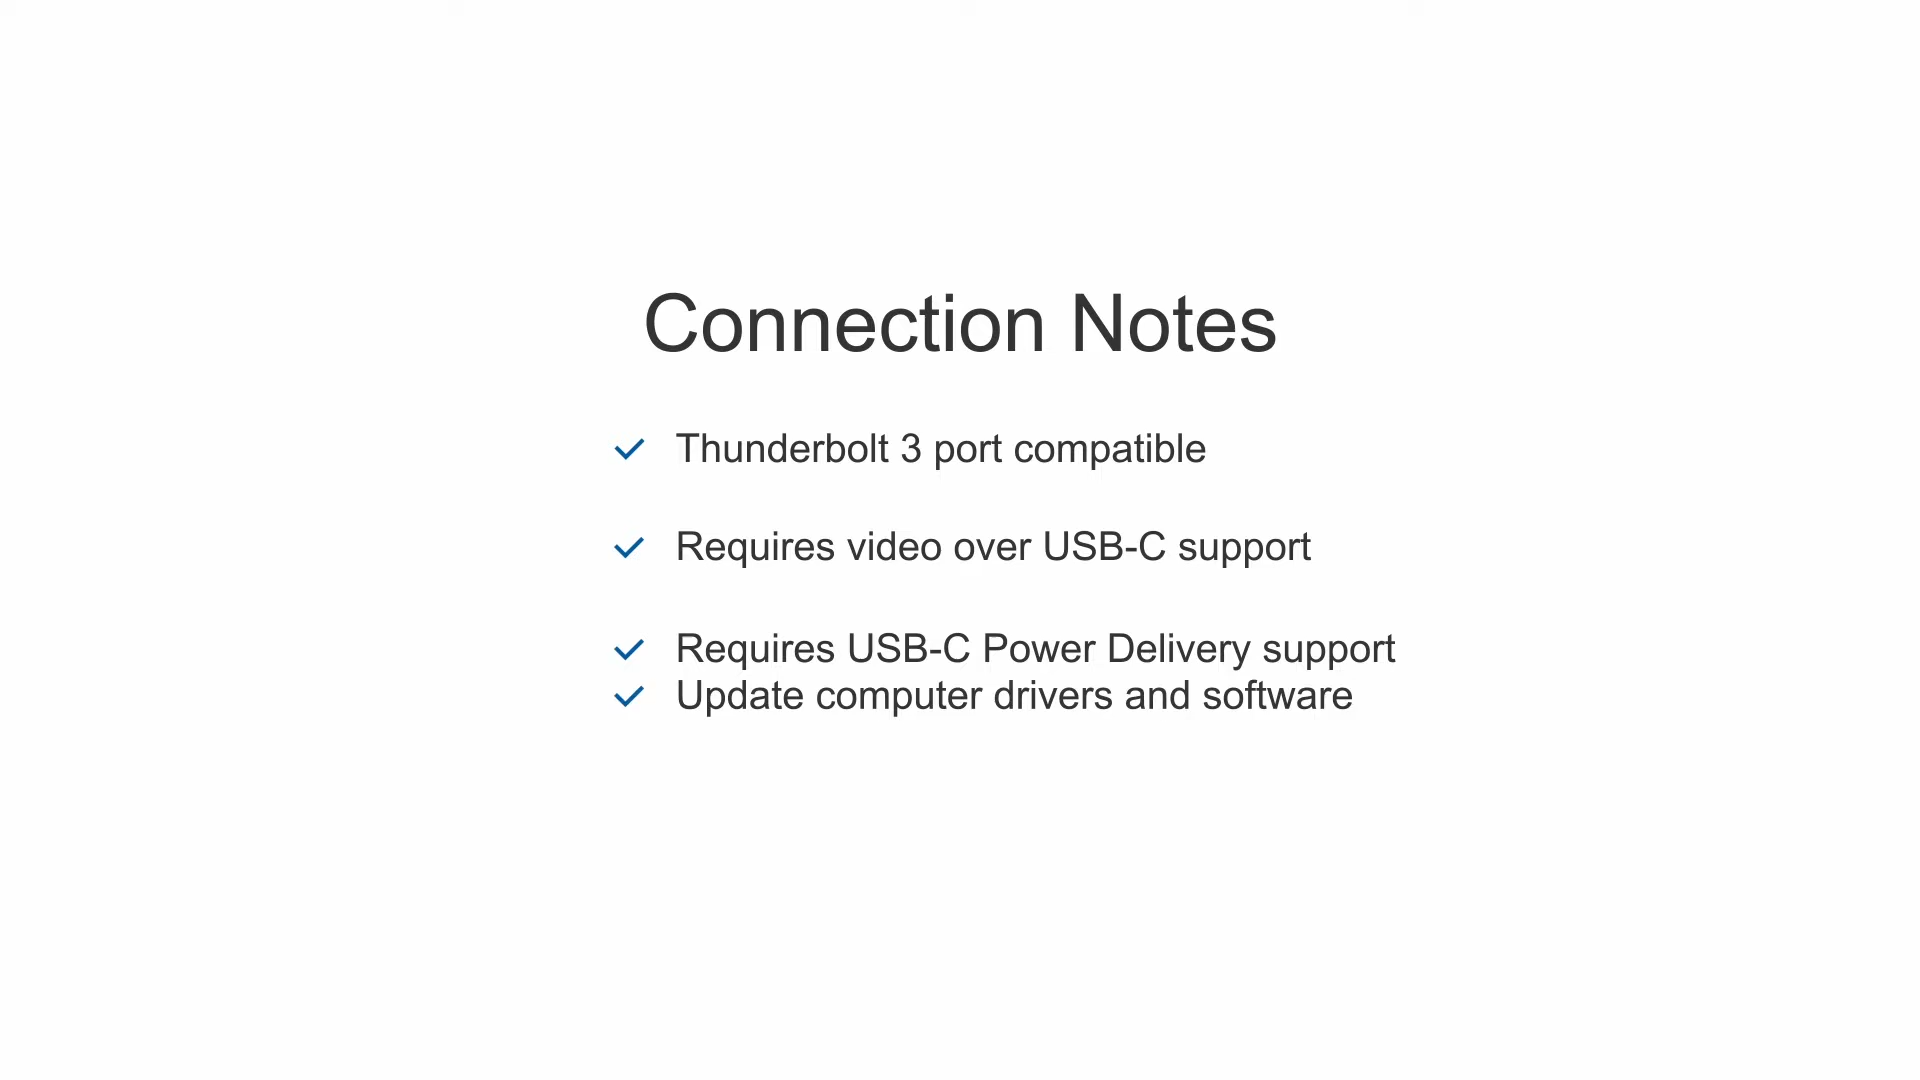 Connection Notes
Thunderbolt 3 port compatible
Requires video over USB-C support
Requires USB-C Power Delivery support
Update computer drivers and software